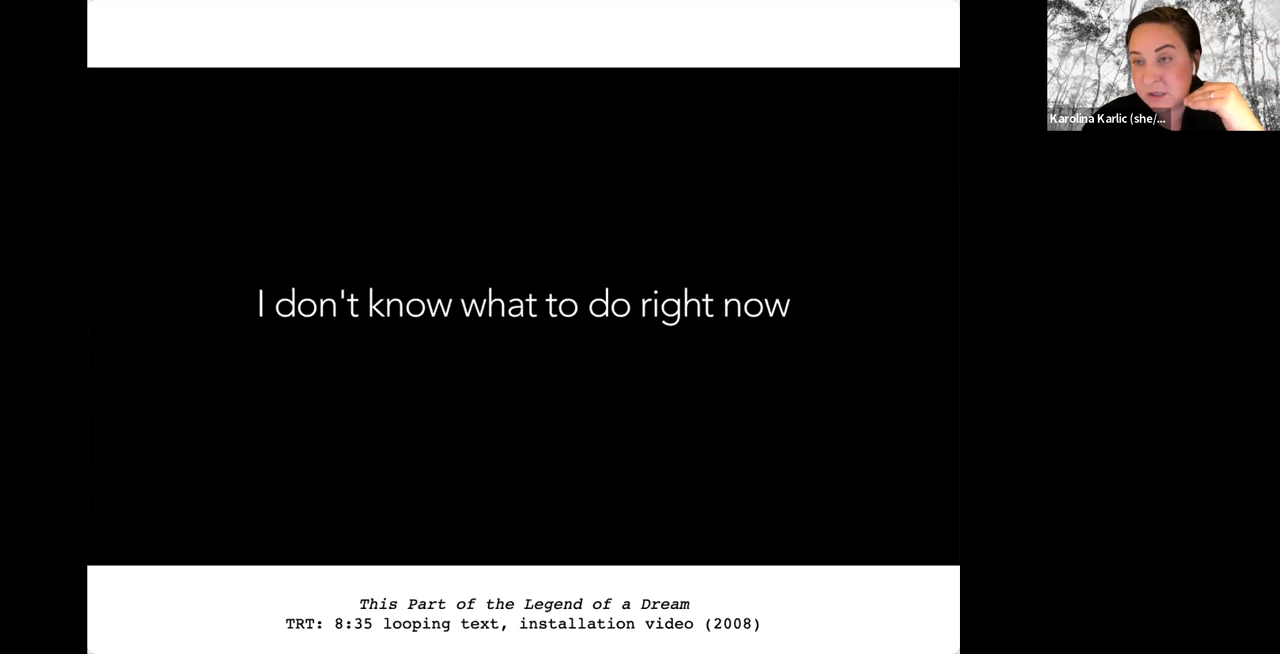 Karolina Karlic (she/...
I don't know what to do right now
This Part of the Legend of a Dream
TRT: 8:35 looping text, installation video (2008)